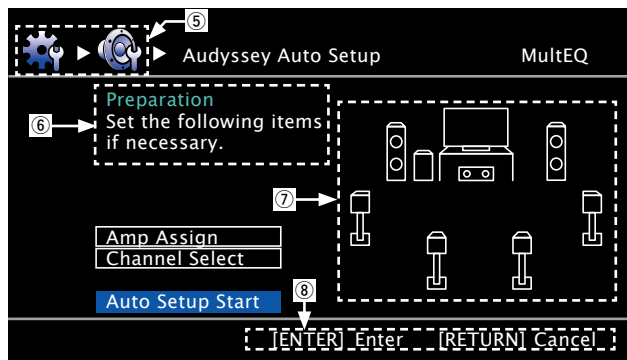 ⑤
Audyssey Auto Setup MultEQ
Preparation
⑥ Set the following items
if necessary.
⑦
Amp Assign
Channel Select
⑧
Auto Setup Start
[ENTER] Enter [RETURN] Cancel